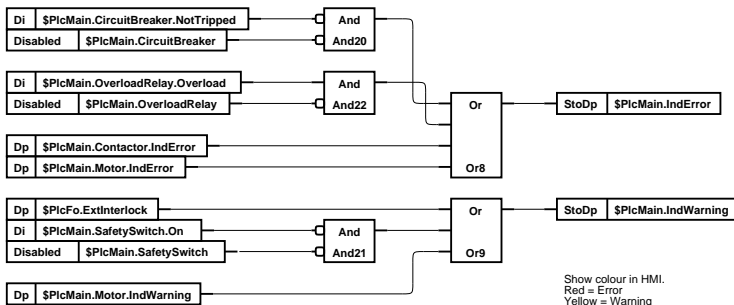 Di $PlcMain.CircuitBreaker.NotTripped
Disabled $PlcMain.CircuitBreaker
And
And20
Di $PlcMain.OverloadRelay.Overload
Disabled $PlcMain.OverloadRelay
And
And22
Dp $PlcMain.Contactor.IndError
Dp $PlcMain.Motor.IndError
Or
Or8
StoDp $PlcMain.IndError
Dp $PlcFo.ExtInterlock
Di $PlcMain.SafetySwitch.On
Disabled $PlcMain.SafetySwitch
And
And21
Dp $PlcMain.Motor.IndWarning
Or
Or9
StoDp $PlcMain.IndWarning
Show colour in HMI.
Red = Error
Yellow = Warning